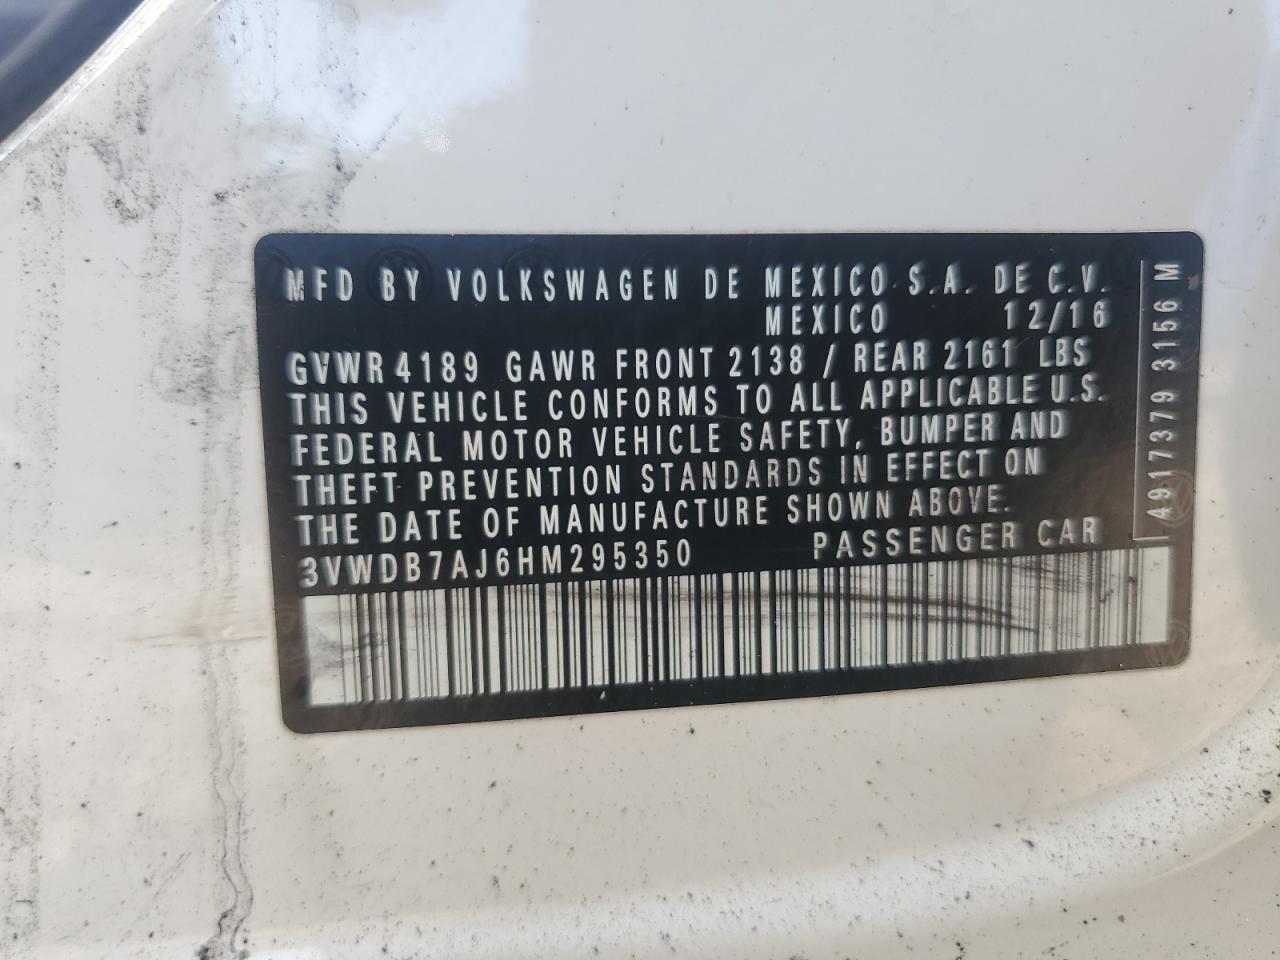 MFD BY VOLKSWAGEN DE MEXICO S.A. DE C.V.
MEXICO 12/16
GVWR 4189 GAWR FRONT 2138 / REAR 2161 LBS
THIS VEHICLE CONFORMS TO ALL APPLICABLE U.S.
FEDERAL MOTOR VEHICLE SAFETY, BUMPER AND
THEFT PREVENTION STANDARDS IN EFFECT ON
THE DATE OF MANUFACTURE SHOWN ABOVE.
3VWDB7AJ6HM295350 PASSENGER CAR
49173793156 M